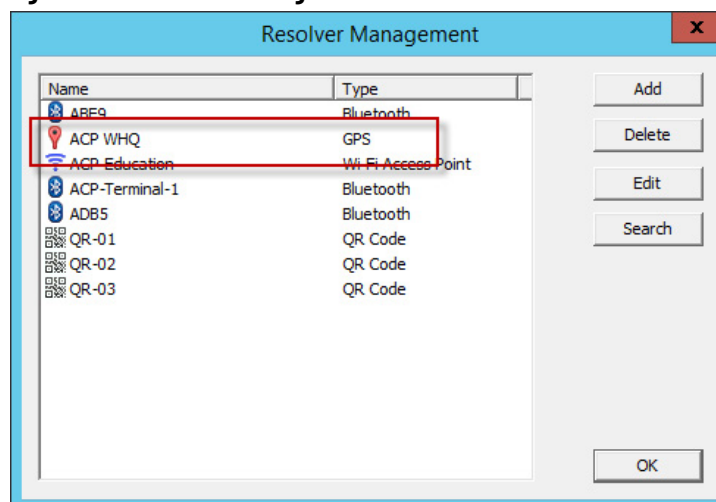 Resolver Management
x
Name Type
ABE9 Bluetooth
ACP WHQ GPS
ACP Education Wi-Fi Access Point
ACP-Terminal-1 Bluetooth
ADB5 Bluetooth
QR-01 QR Code
QR-02 QR Code
QR-03 QR Code
Add
Delete
Edit
Search
OK